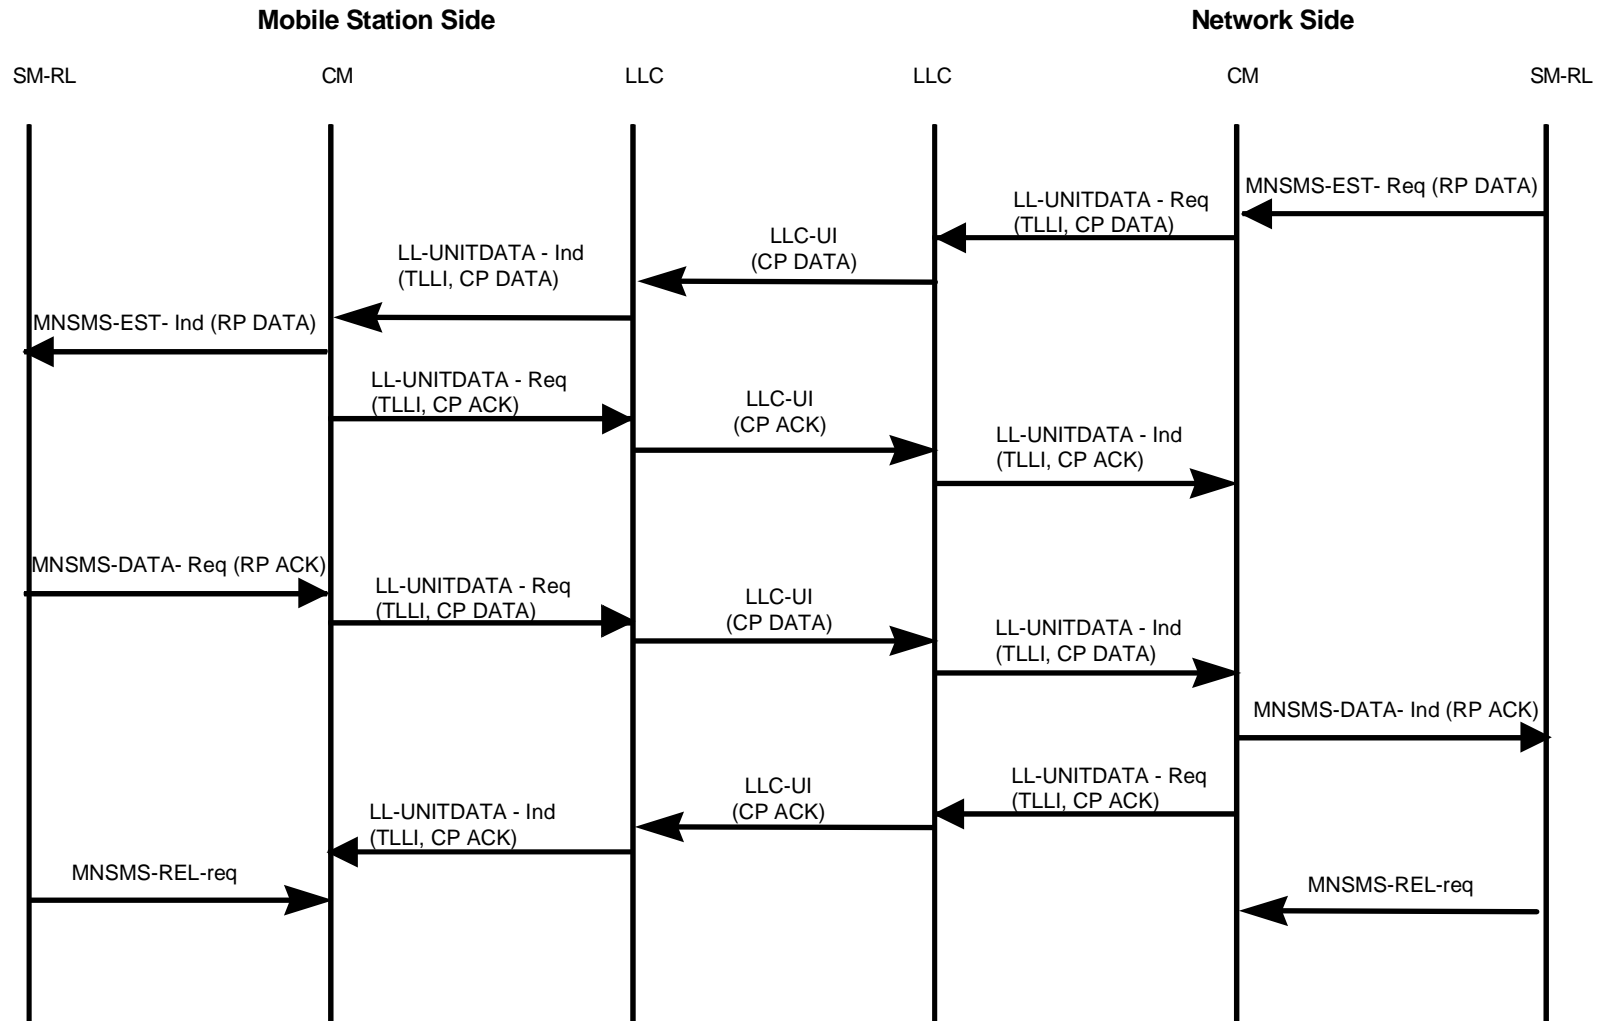 Mobile Station Side
Network Side
SM-RL
CM
LLC
LLC
CM
SM-RL
MNSMS-EST- Req (RP DATA)
LL-UNITDATA - Req
(TLLI, CP DATA)
LLC-UI
(CP DATA)
LL-UNITDATA - Ind
(TLLI, CP DATA)
MNSMS-EST- Ind (RP DATA)
LL-UNITDATA - Req
(TLLI, CP ACK)
LLC-UI
(CP ACK)
LL-UNITDATA - Ind
(TLLI, CP ACK)
MNSMS-DATA- Req (RP ACK)
LL-UNITDATA - Req
(TLLI, CP DATA)
LLC-UI
(CP DATA)
LL-UNITDATA - Ind
(TLLI, CP DATA)
MNSMS-DATA- Ind (RP ACK)
LL-UNITDATA - Req
(TLLI, CP ACK)
LLC-UI
(CP ACK)
LL-UNITDATA - Ind
(TLLI, CP ACK)
MNSMS-REL-req
MNSMS-REL-req